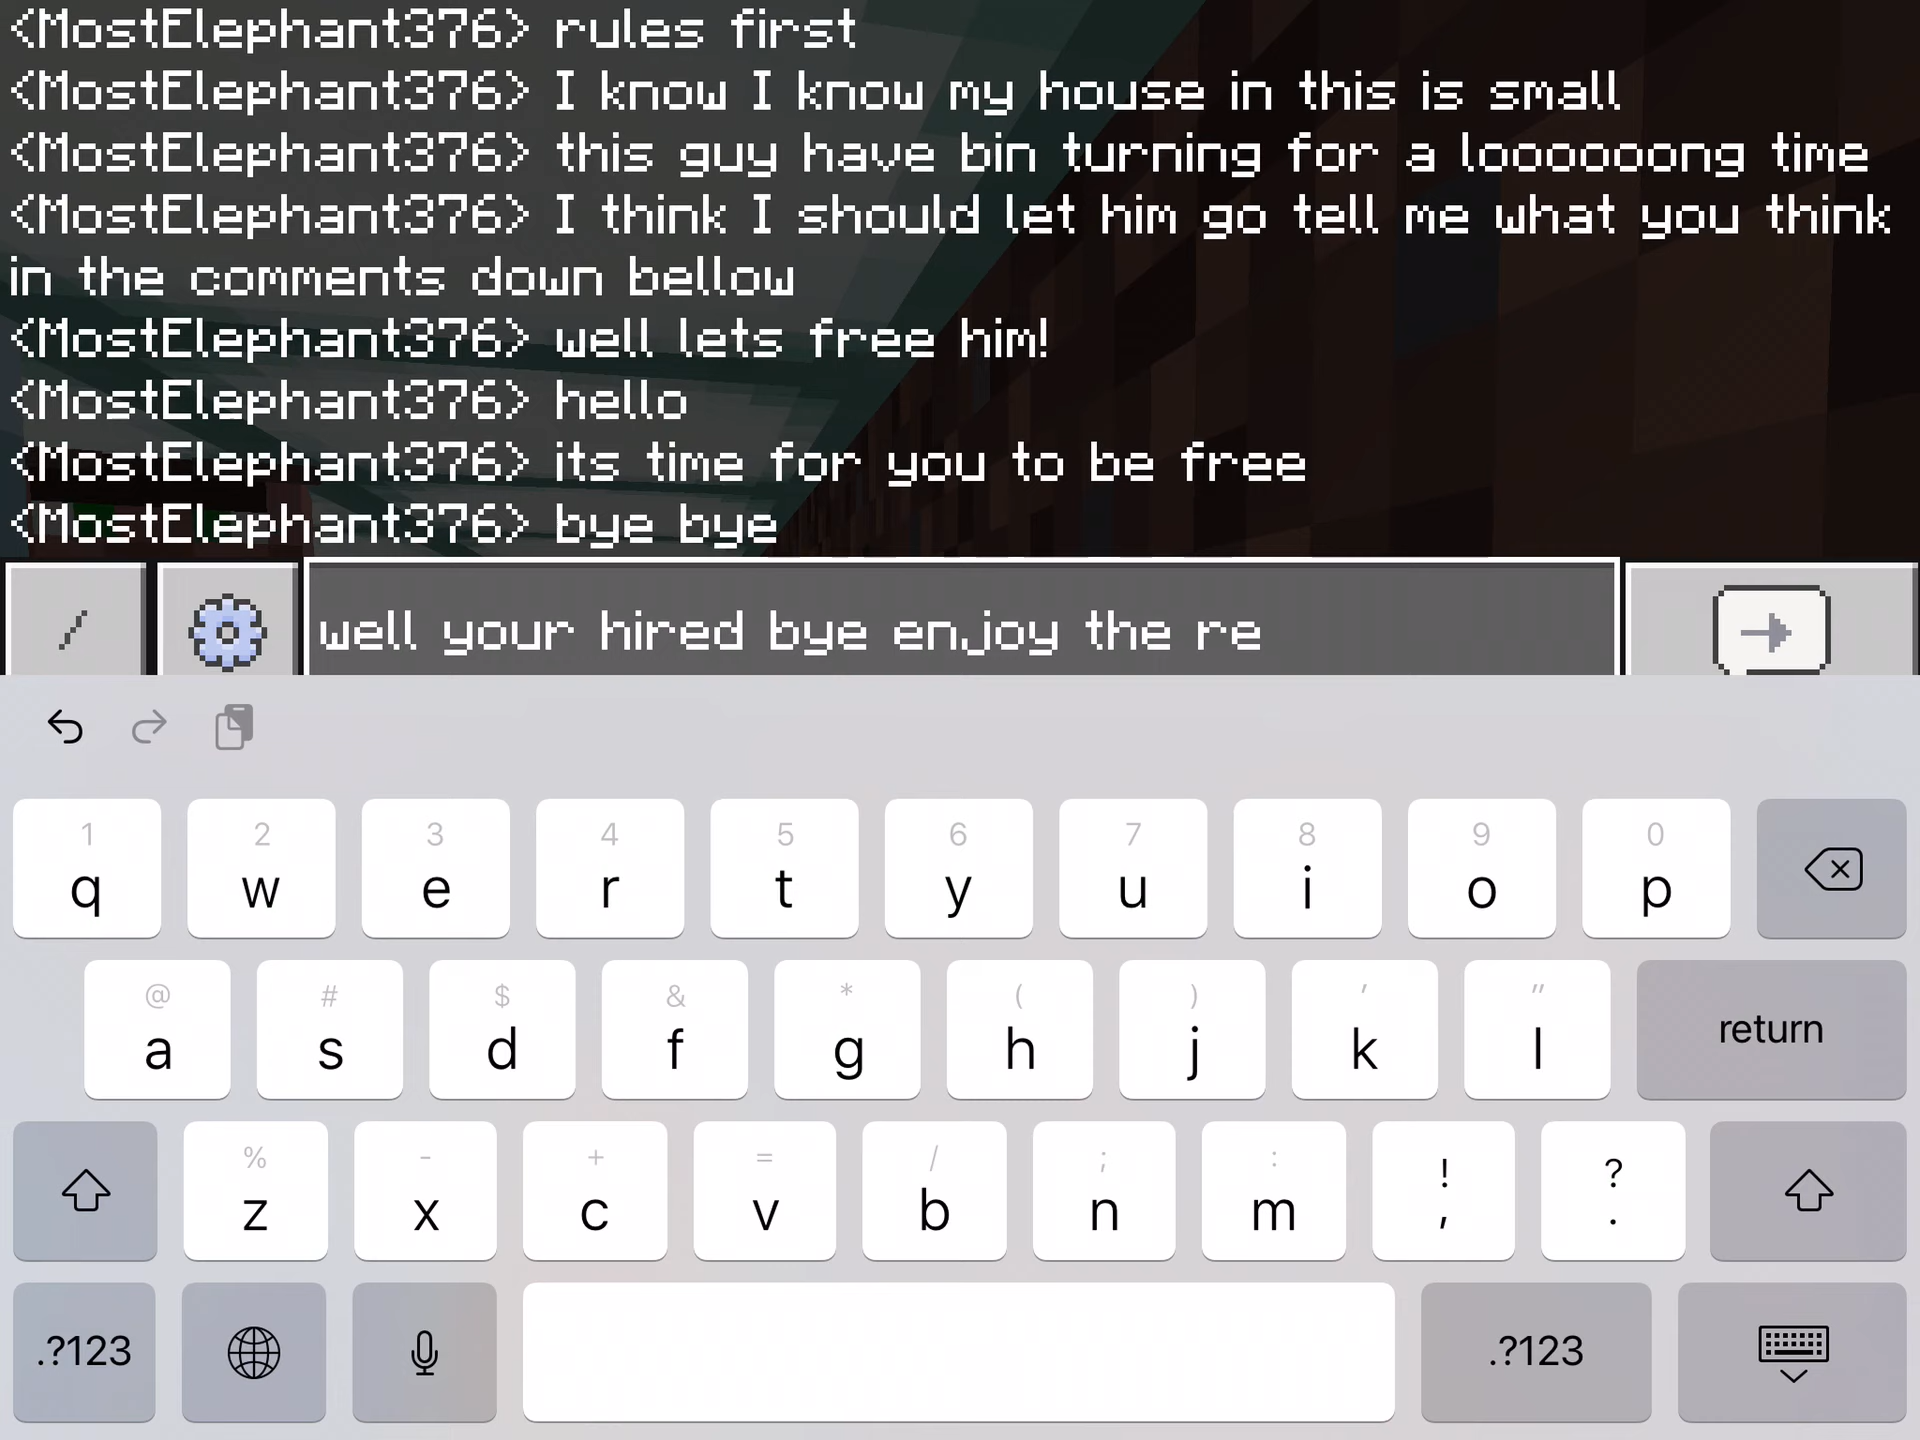 <MostElephant376> rules first
<MostElephant376> I know I know my house in this is small
<MostElephant376> this guy have bin turning for a loooooong time
<MostElephant376> I think I should let him go tell me what you think
in the comments down bellow
<MostElephant376> well lets free him!
<MostElephant376> hello
<MostElephant376> its time for you to be free
<MostElephant376> bye bye
/ well your hired bye enjoy the re
1 2 3 4 5 6 7 8 9 0
q w e r t y u i o p
@ # $ & * ( ) ' "
a s d f g h j k l return
% - + = / ; : ! ?
z x c v b n m , .
.?123 .?123